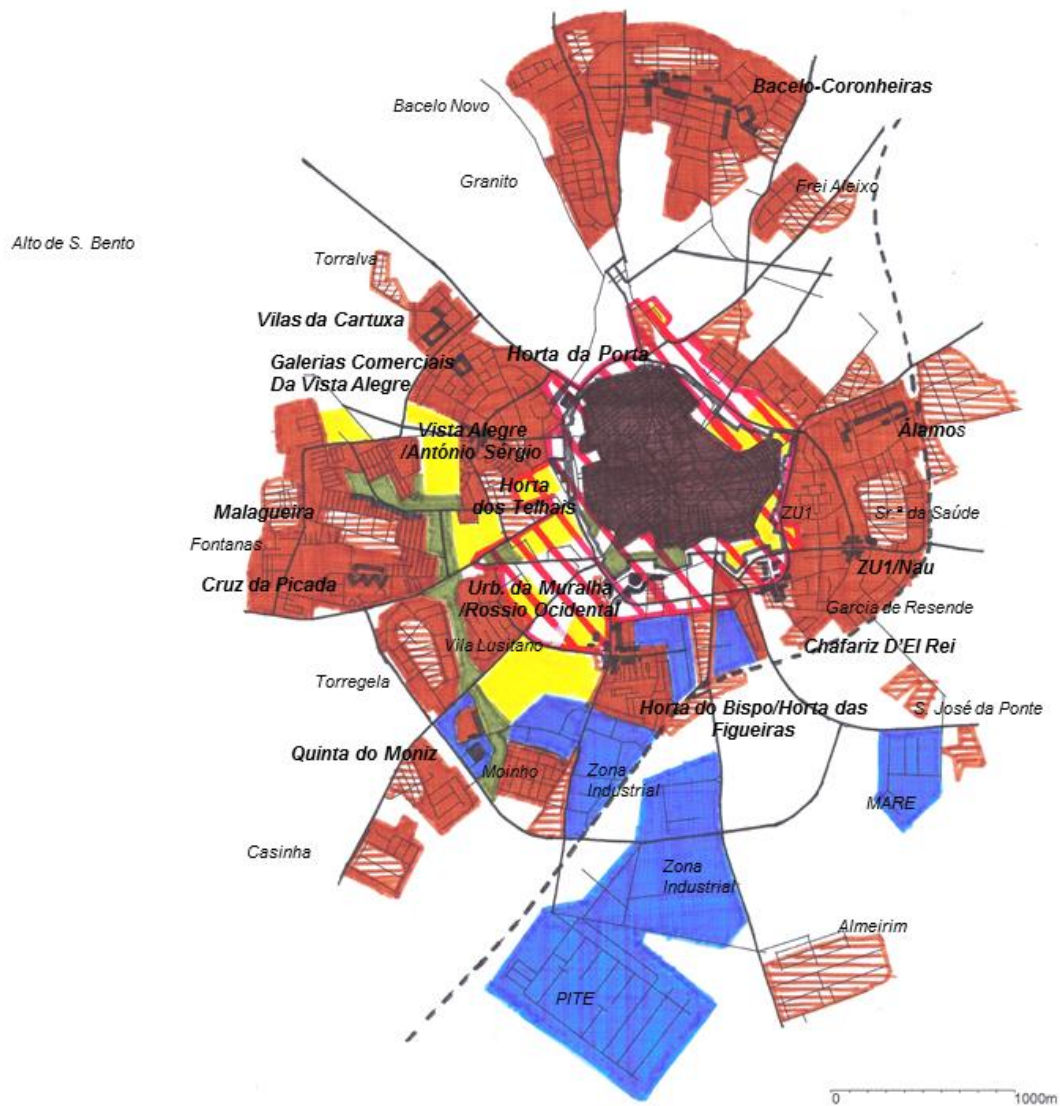 Bacelo-Coronheiras
Bacelo Novo
Granito
Frei Aleixo
Alto de S. Bento
Torralva
Vilas da Cartuxa
Horta da Porta
Galerias Comerciais
Da Vista Alegre
Vista Alegre
/António Sérgio
Álamos
Horta
dos Telhais
Malagueira
ZU1
Sr.ª da Saúde
Fontanas
ZU1/Nau
Cruz da Picada
Urb. da Muralha
/Rossio Ocidental
Garcia de Resende
Vila Lusitano
Chafariz D'El Rei
Torregela
Horta do Bispo/Horta das
Figueiras
S. José da Ponte
Quinta do Moniz
Moinho
Zona
Industrial
MARE
Casinha
Zona
Industrial
Almeirim
PITE
0 1000m